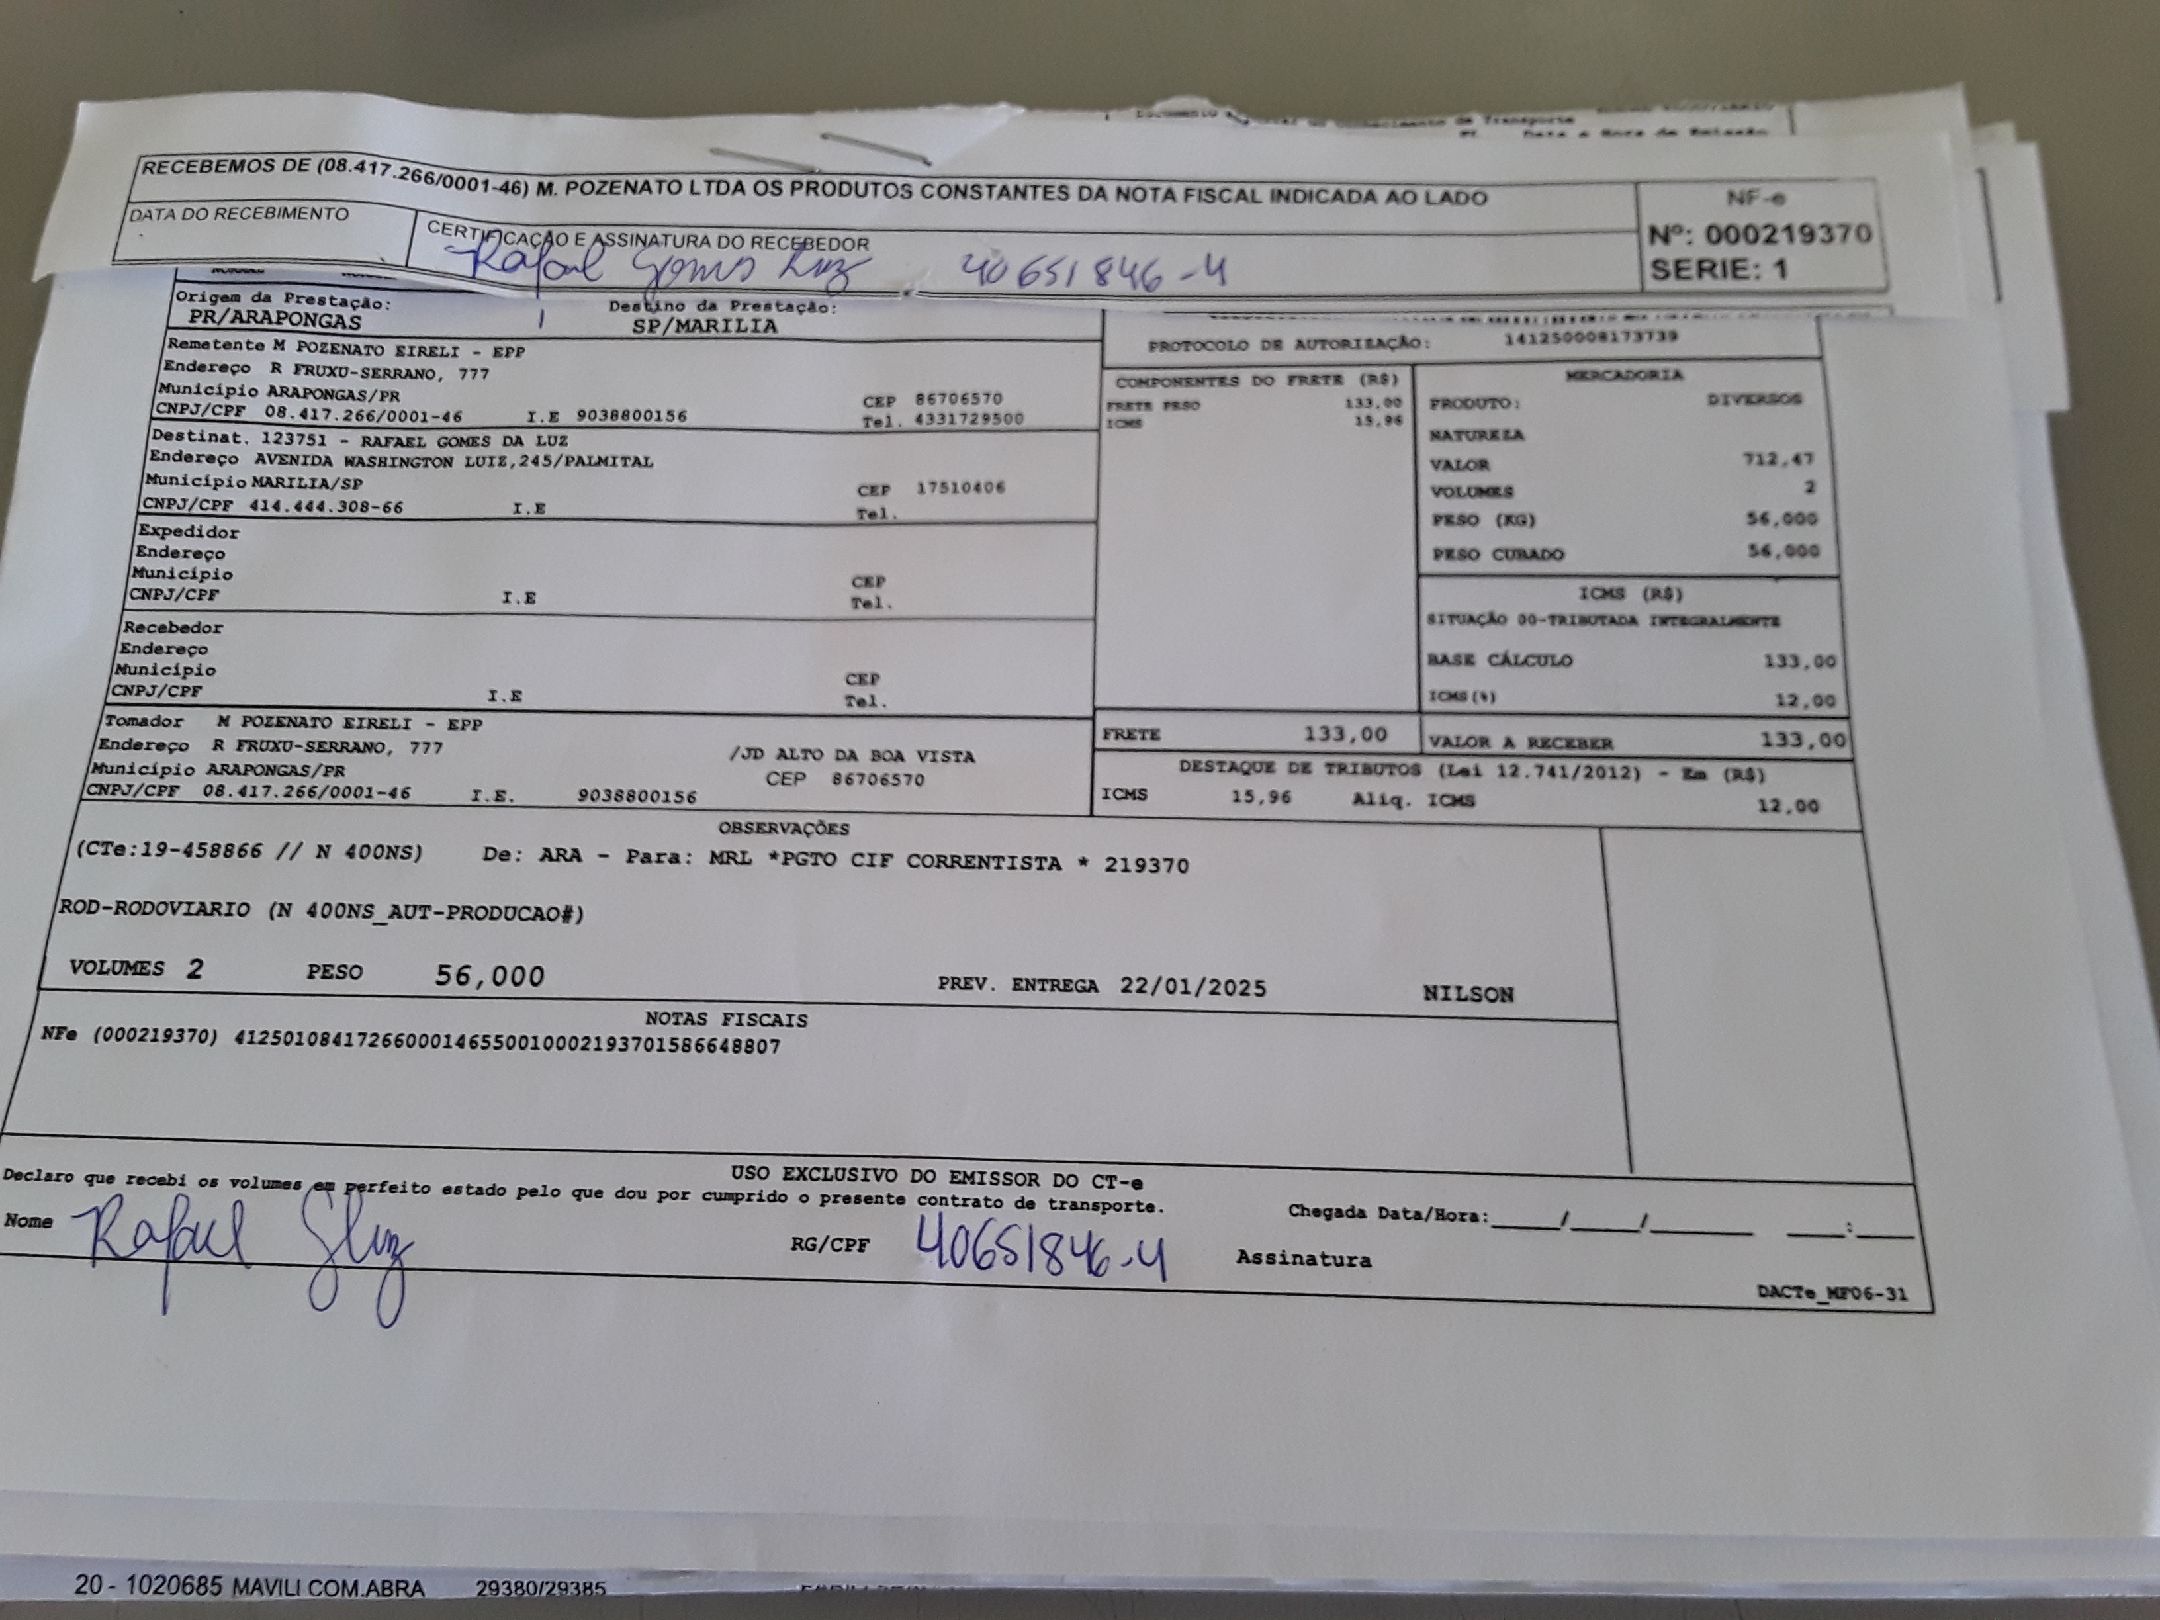 RECEBEMOS DE (08.417.266/0001-46) M. POZENATO LTDA OS PRODUTOS CONSTANTES DA NOTA FISCAL INDICADA AO LADO
NF-e
Nº: 000219370
SERIE: 1
DATA DO RECEBIMENTO
CERTIFICAÇÃO E ASSINATURA DO RECEBEDOR
Rafael Gomes Luz 40651846-4
Origem da Prestação: Destino da Prestação:
PR/ARAPONGAS SP/MARILIA
PROTOCOLO DE AUTORIZAÇÃO: 141250008173739
Remetente M POZENATO EIRELI - EPP
Endereço R FRUXU-SERRANO, 777
Município ARAPONGAS/PR CEP 86706570
CNPJ/CPF 08.417.266/0001-46 I.E 9038800156 Tel. 4331729500
Destinat. 123751 - RAFAEL GOMES DA LUZ
Endereço AVENIDA WASHINGTON LUIZ,245/PALMITAL
Município MARILIA/SP CEP 17510406
CNPJ/CPF 414.444.308-66 I.E Tel.
Expedidor
Endereço
Município CEP
CNPJ/CPF I.E Tel.
Recebedor
Endereço
Município CEP
CNPJ/CPF I.E Tel.
Tomador M POZENATO EIRELI - EPP
Endereço R FRUXU-SERRANO, 777 /JD ALTO DA BOA VISTA
Município ARAPONGAS/PR CEP 86706570
CNPJ/CPF 08.417.266/0001-46 I.E. 9038800156
COMPONENTES DO FRETE (R$)
FRETE PESO 133,00
ICMS 15,96
MERCADORIA
PRODUTO: DIVERSOS
NATUREZA
VALOR 712,47
VOLUMES 2
PESO (KG) 56,000
PESO CUBADO 56,000
ICMS (R$)
SITUAÇÃO 00-TRIBUTADA INTEGRALMENTE
BASE CÁLCULO 133,00
ICMS(%) 12,00
FRETE 133,00 VALOR A RECEBER 133,00
DESTAQUE DE TRIBUTOS (Lei 12.741/2012) - Em (R$)
ICMS 15,96 Aliq. ICMS 12,00
OBSERVAÇÕES
(CTe:19-458866 // N 400NS) De: ARA - Para: MRL *PGTO CIF CORRENTISTA * 219370
ROD-RODOVIARIO (N 400NS_AUT-PRODUCAO#)
VOLUMES 2 PESO 56,000 PREV. ENTREGA 22/01/2025 NILSON
NOTAS FISCAIS
NFe (000219370) 41250108417266000146550010002193701586648807
USO EXCLUSIVO DO EMISSOR DO CT-e
Declaro que recebi os volumes em perfeito estado pelo que dou por cumprido o presente contrato de transporte.
Chegada Data/Hora:_____/_____/_______ ____:____
Nome Rafael Gluz RG/CPF 40651846-4 Assinatura
DACTe_MF06-31
20 - 1020685 MAVILI COM.ABRA 29380/29385